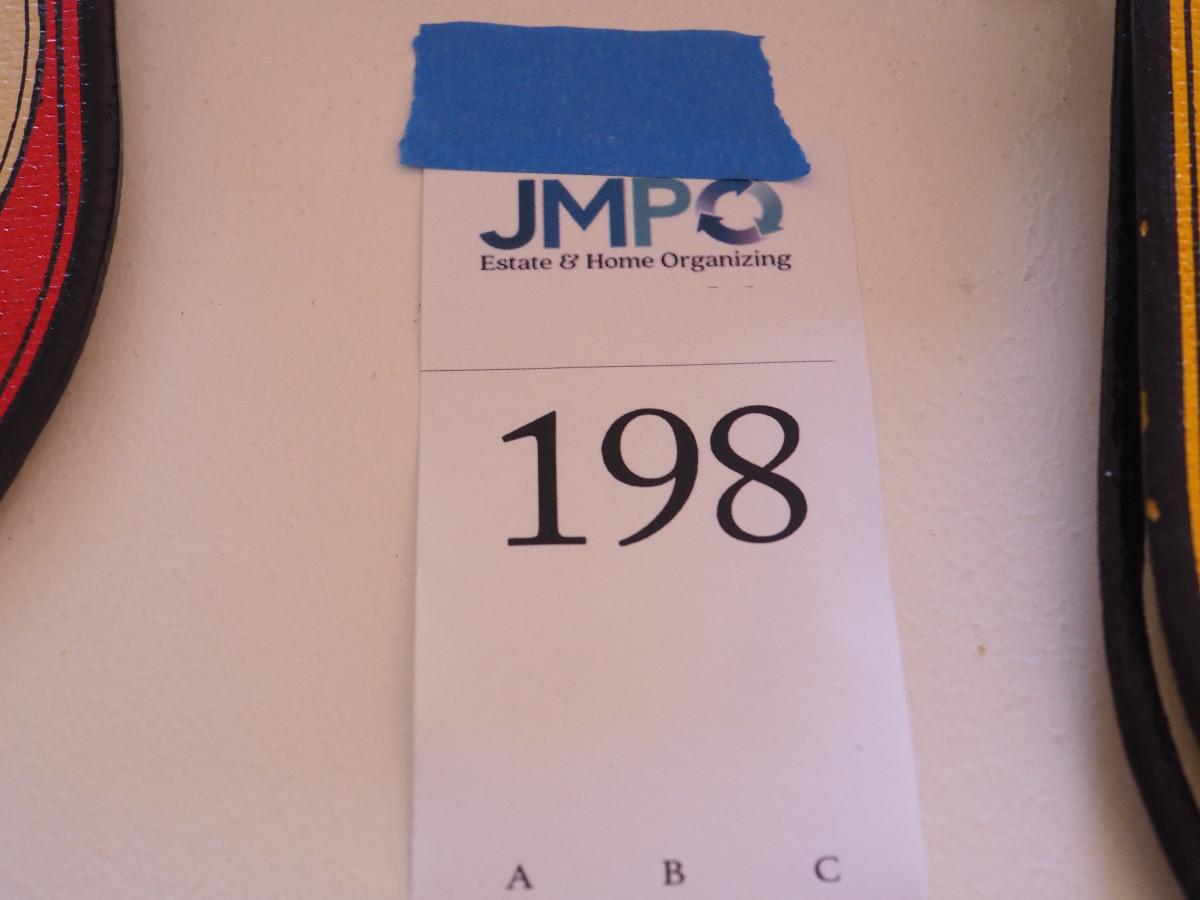 JMPO
Estate & Home Organizing
198
A B C